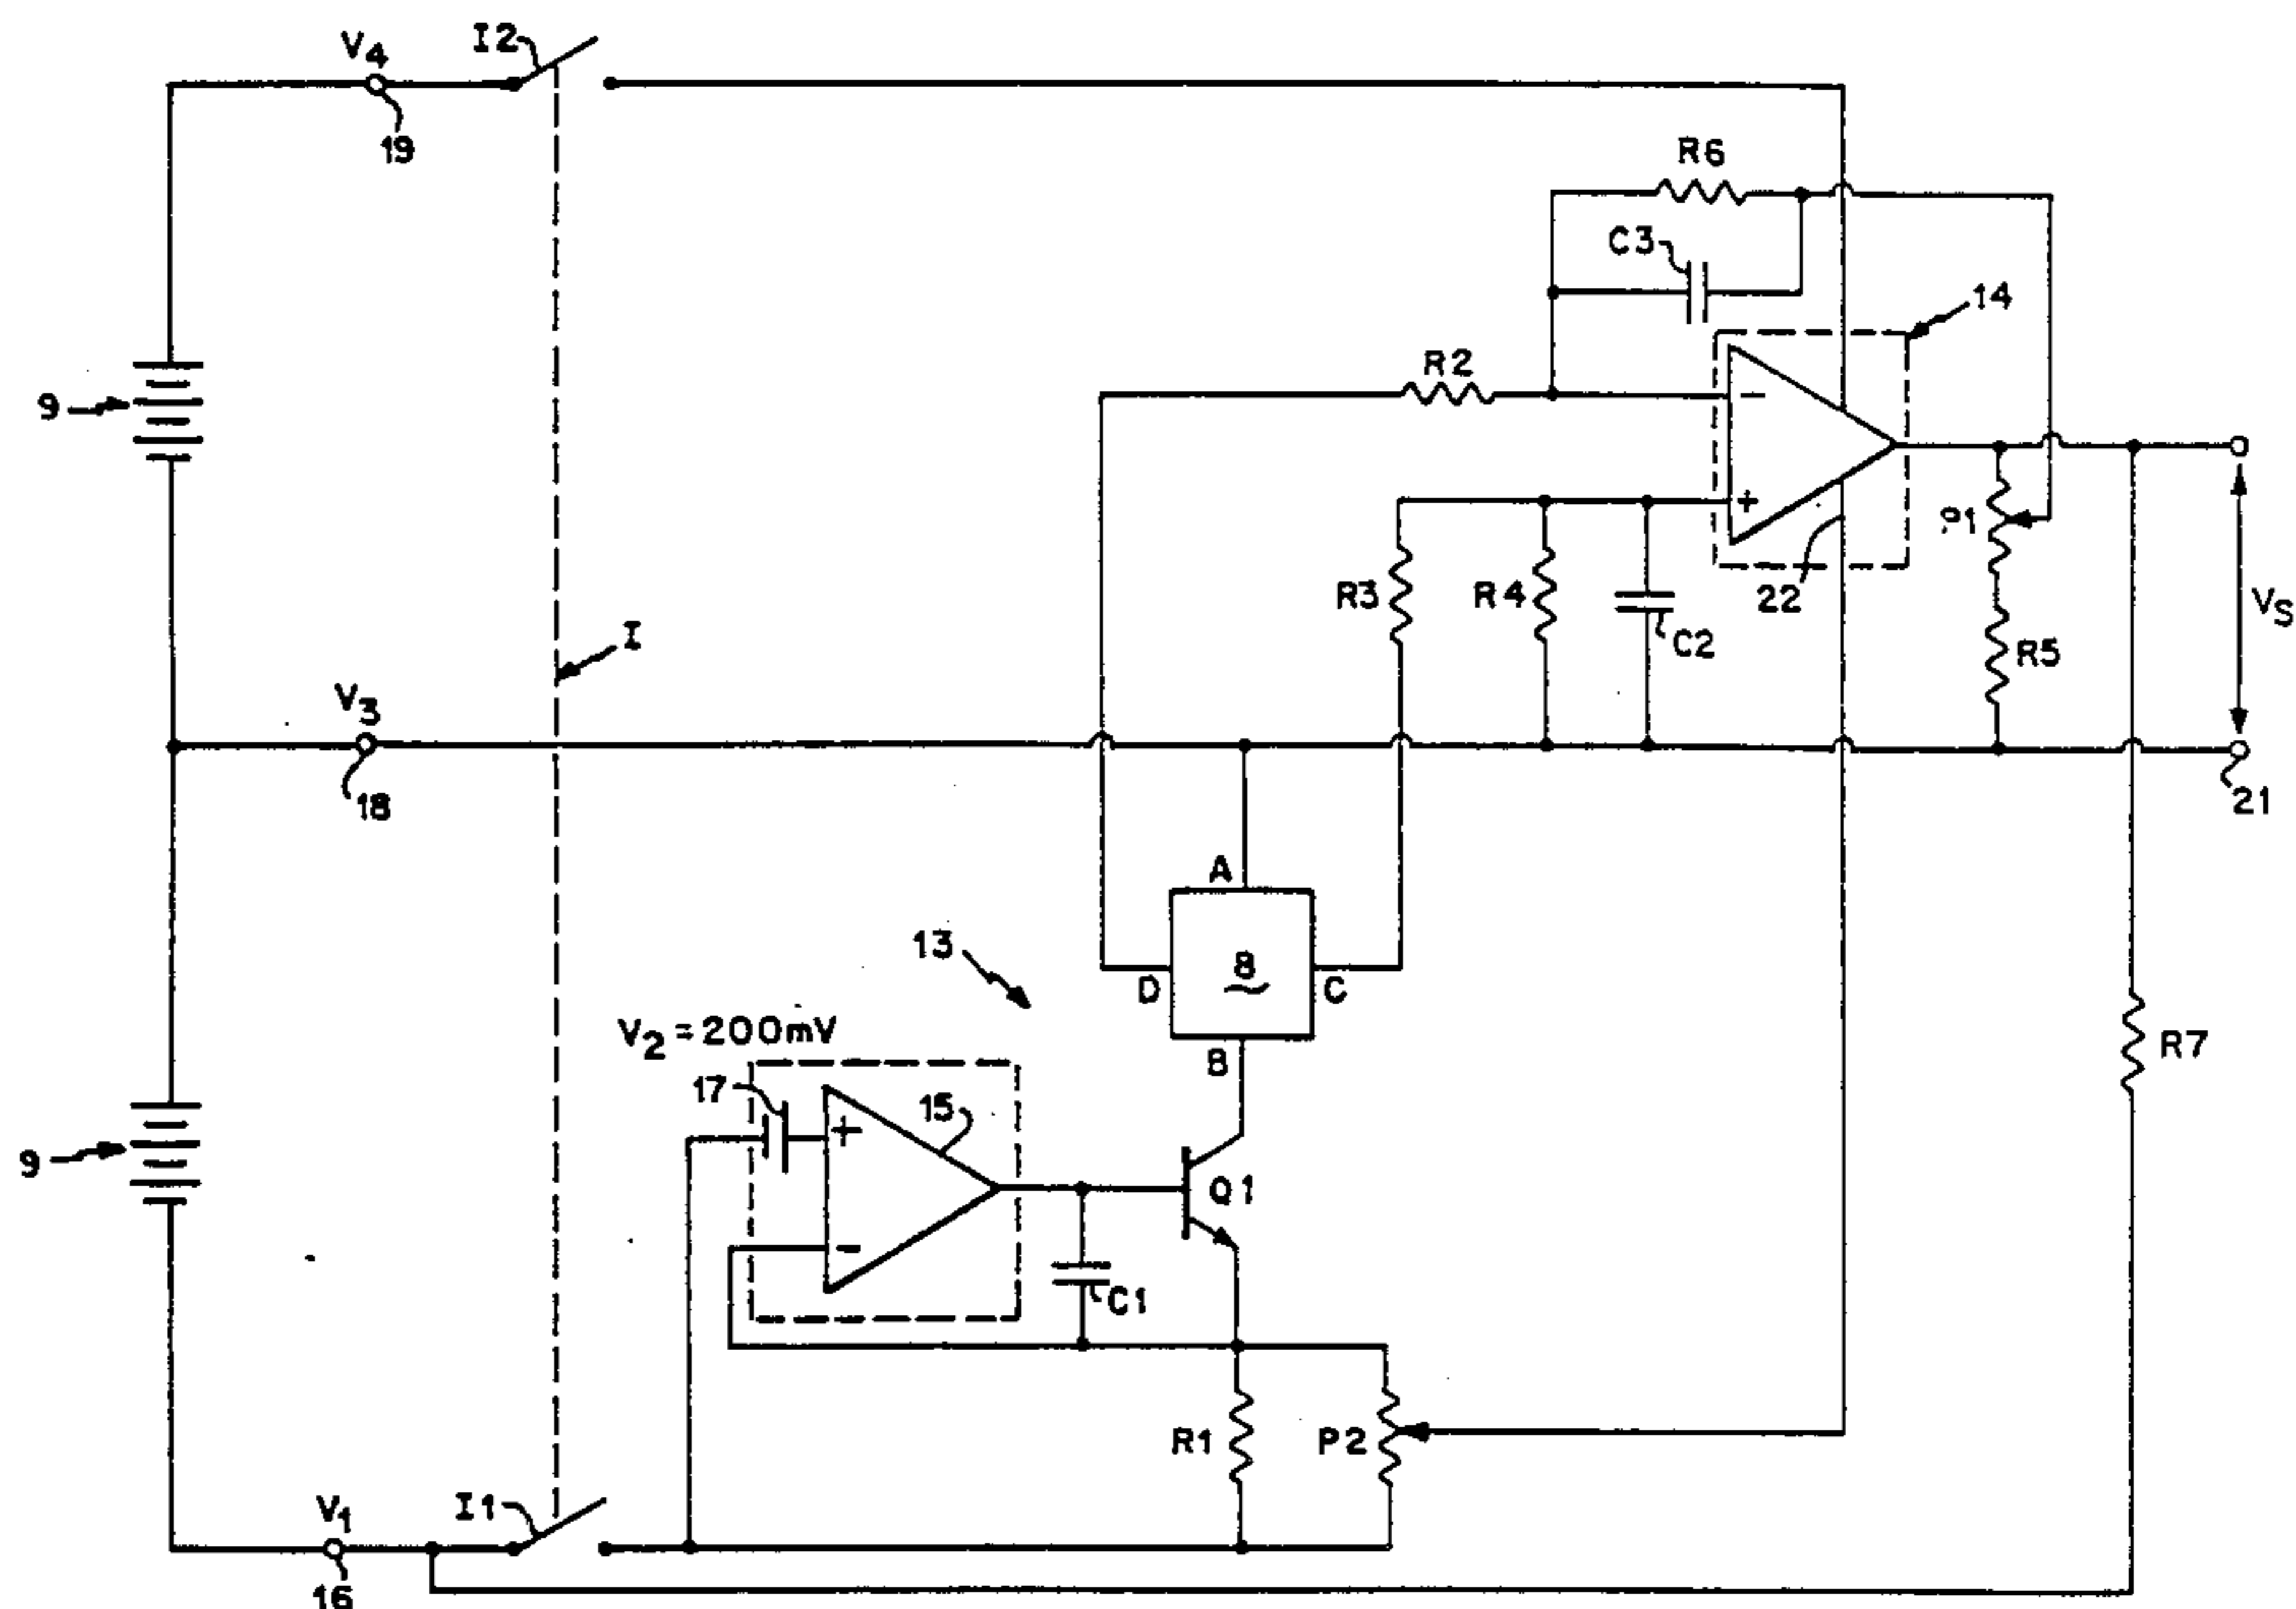 V4
I2
19
R6
C3
14
R2
9
P1
R3
R4
22
C2
VS
R5
I
V3
18
21
A
13
8
D
C
V2 = 200mV
B
R7
17
15
+
-
Q1
9
C1
R1
P2
V1
I1
16